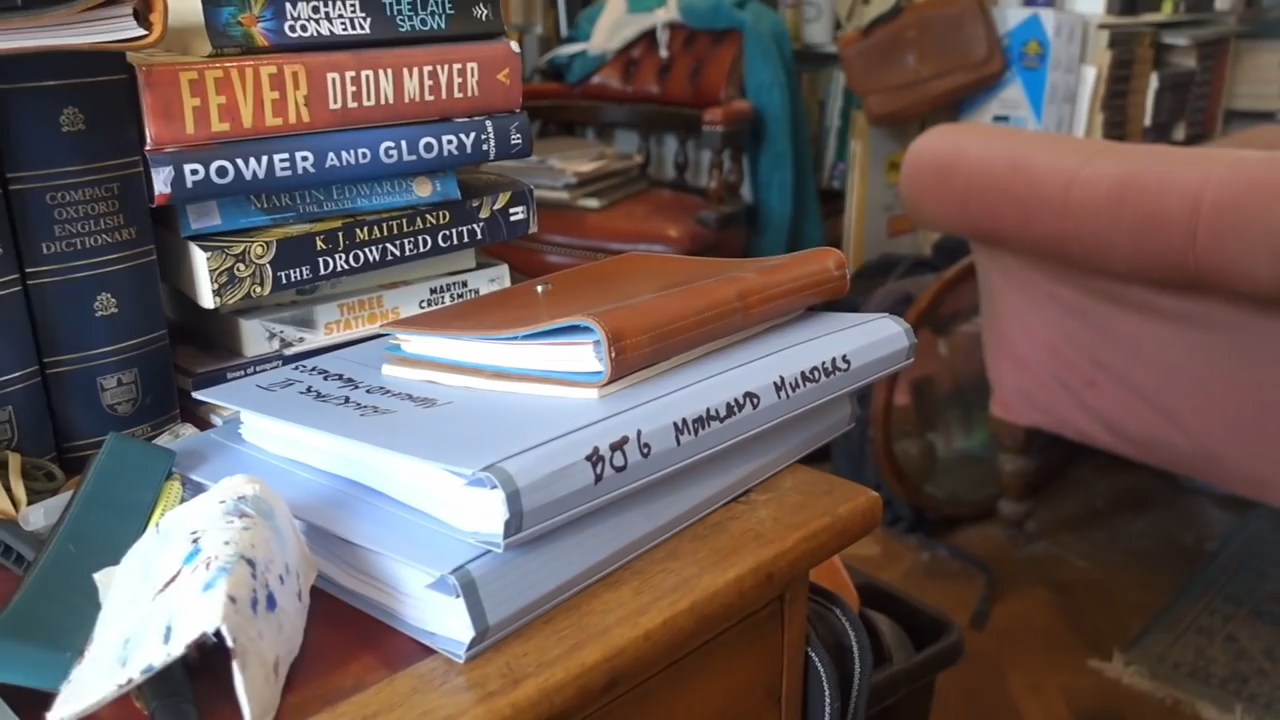 MICHAEL
CONNELLY
THE LATE
SHOW
FEVER DEON MEYER
POWER AND GLORY
R.T.
HOWARD
MARTIN EDWARDS
THE DEVIL IN DISGUISE
K. J. MAITLAND
THE DROWNED CITY
THREE
STATIONS
MARTIN
CRUZ SMITH
lines of enquiry
COMPACT
OXFORD
ENGLISH
DICTIONARY
MOORLAND MURDERS
BJ6 MOORLAND MURDERS